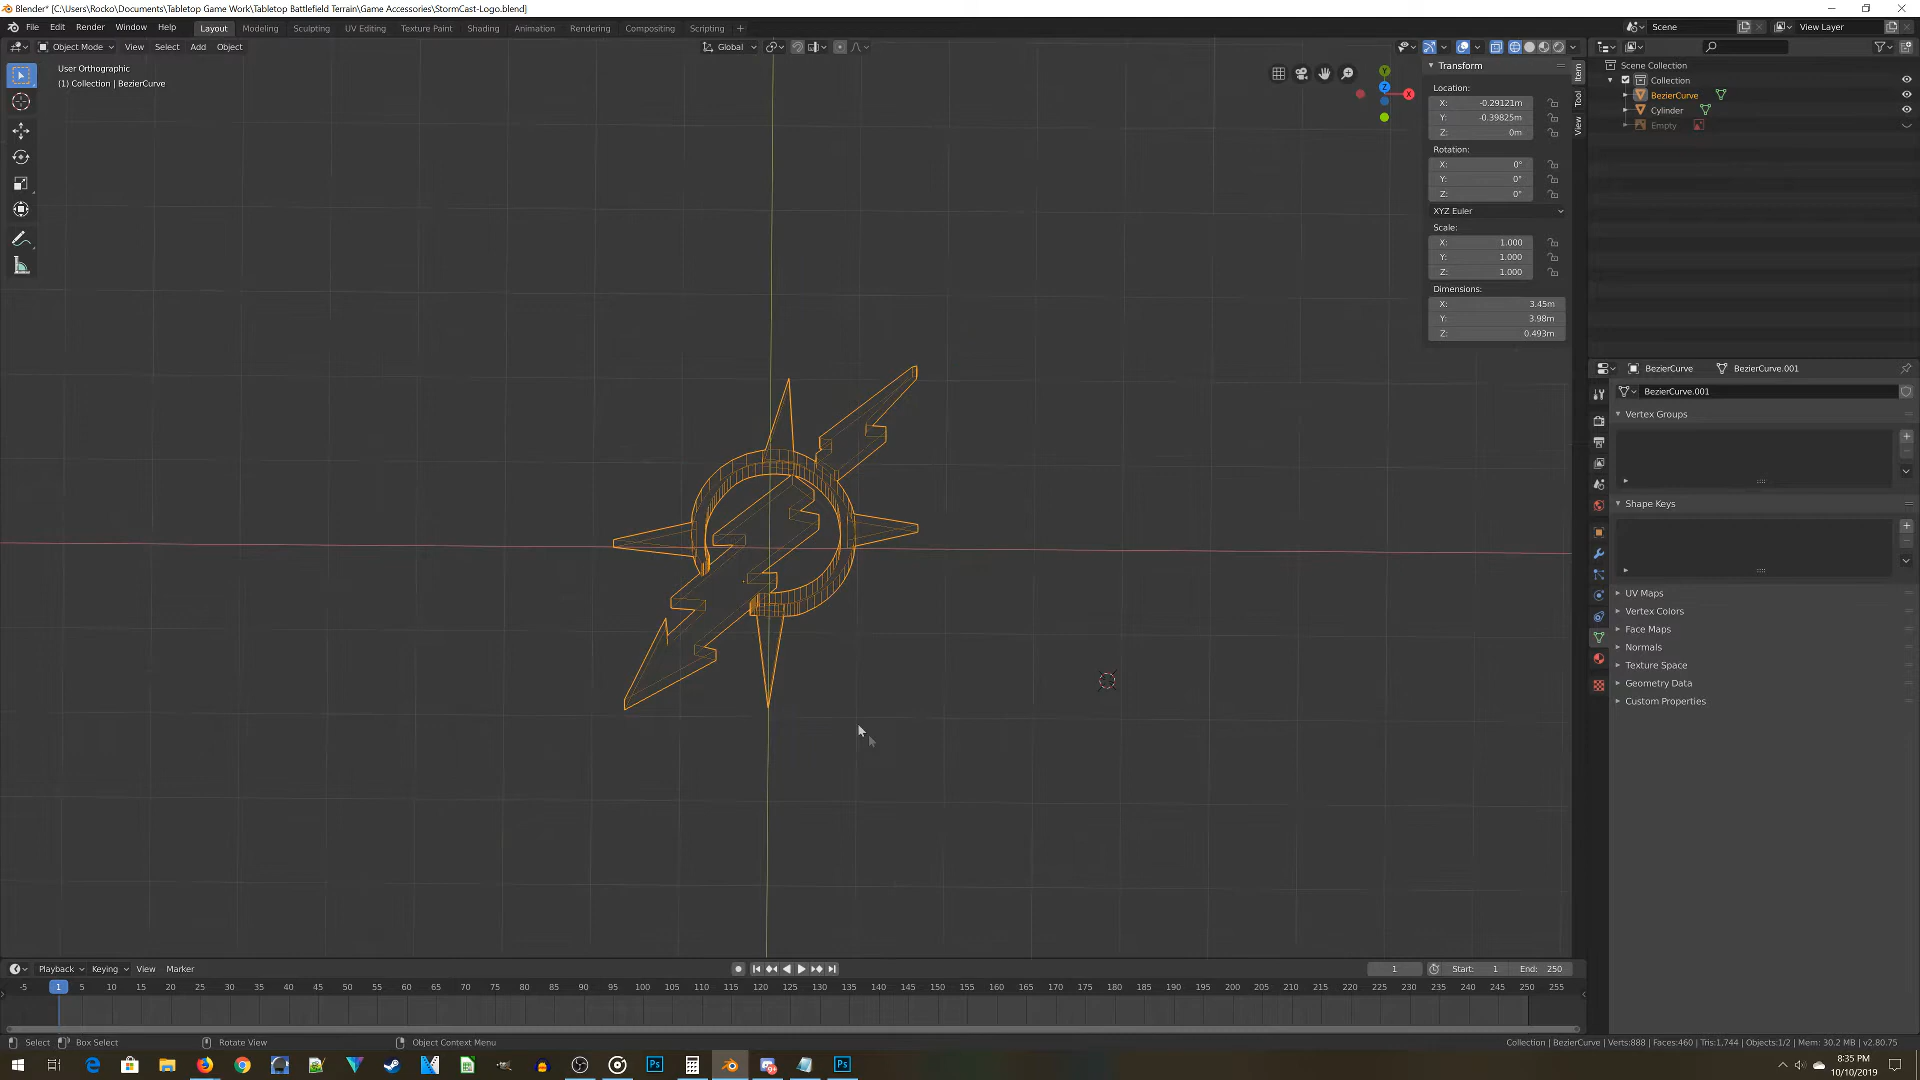 Blender* [C:\Users\Rocko\Documents\Tabletop Game Work\Tabletop Battlefield Terrain\Game Accessories\StormCast-Logo.blend]
File Edit Render Window Help Layout Modeling Sculpting UV Editing Texture Paint Shading Animation Rendering Compositing Scripting + Scene View Layer
Object Mode View Select Add Object Global
User Orthographic
(1) Collection | BezierCurve
Y
Z
X
Transform
Location:
X: -0.29121m
Y: -0.39825m
Z: 0m
Rotation:
X: 0°
Y: 0°
Z: 0°
XYZ Euler
Scale:
X: 1.000
Y: 1.000
Z: 1.000
Dimensions:
X: 3.45m
Y: 3.98m
Z: 0.493m
Item
Tool
View
Scene Collection
Collection
BezierCurve
Cylinder
Empty
BezierCurve BezierCurve.001
BezierCurve.001
Vertex Groups
Shape Keys
UV Maps
Vertex Colors
Face Maps
Normals
Texture Space
Geometry Data
Custom Properties
Playback Keying View Marker 1 Start: 1 End: 250
-5 1 5 10 15 20 25 30 35 40 45 50 55 60 65 70 75 80 85 90 95 100 105 110 115 120 125 130 135 140 145 150 155 160 165 170 175 180 185 190 195 200 205 210 215 220 225 230 235 240 245 250 255
Select Box Select Rotate View Object Context Menu Collection | BezierCurve | Verts:888 | Faces:460 | Tris:1,744 | Objects:1/2 | Mem: 30.2 MB | v2.80.75
Ps Ps
8:35 PM
10/10/2019